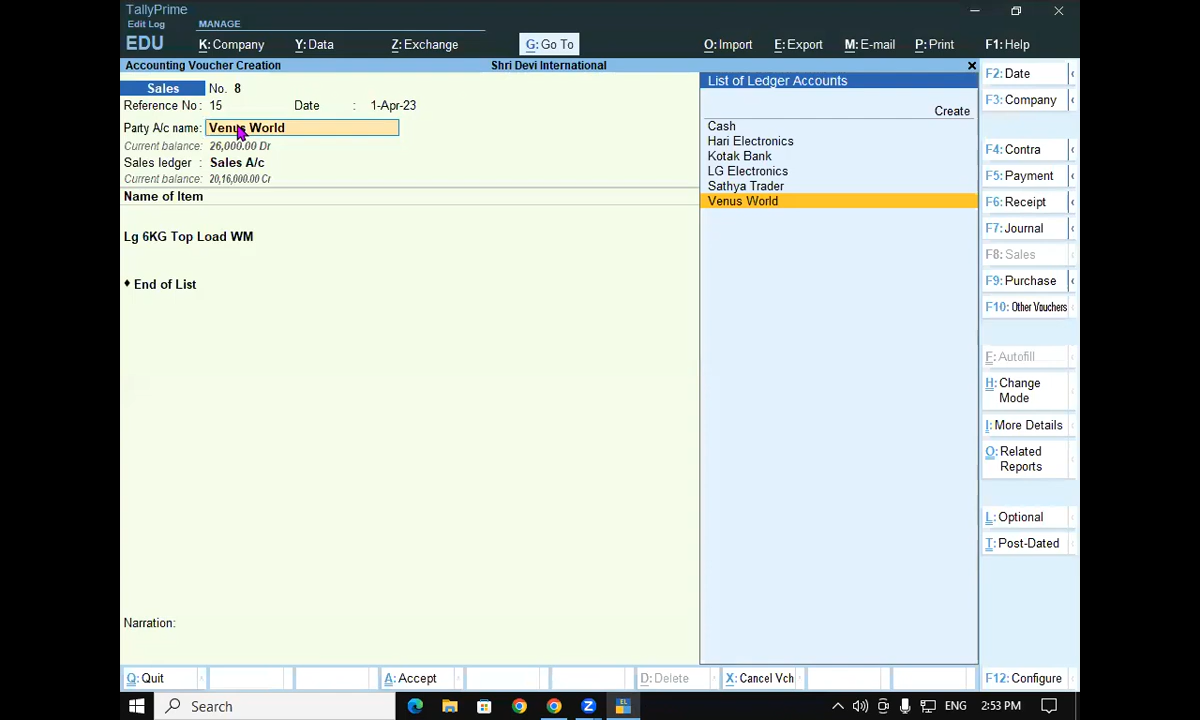 TallyPrime
Edit Log MANAGE
EDU K: Company Y: Data Z: Exchange G: Go To O: Import E: Export M: E-mail P: Print F1: Help
Accounting Voucher Creation Shri Devi International
Sales No. 8
Reference No : 15 Date : 1-Apr-23
Party A/c name: Venus World
Current balance: 26,000.00 Dr
Sales ledger : Sales A/c
Current balance: 20,16,000.00 Cr
Name of Item
Lg 6KG Top Load WM
♦ End of List
Narration:
List of Ledger Accounts
Create
Cash
Hari Electronics
Kotak Bank
LG Electronics
Sathya Trader
Venus World
F2: Date
F3: Company
F4: Contra
F5: Payment
F6: Receipt
F7: Journal
F8: Sales
F9: Purchase
F10: Other Vouchers
F: Autofill
H: Change
Mode
I: More Details
O: Related
Reports
L: Optional
T: Post-Dated
Q: Quit A: Accept D: Delete X: Cancel Vch F12: Configure
Search ENG 2:53 PM